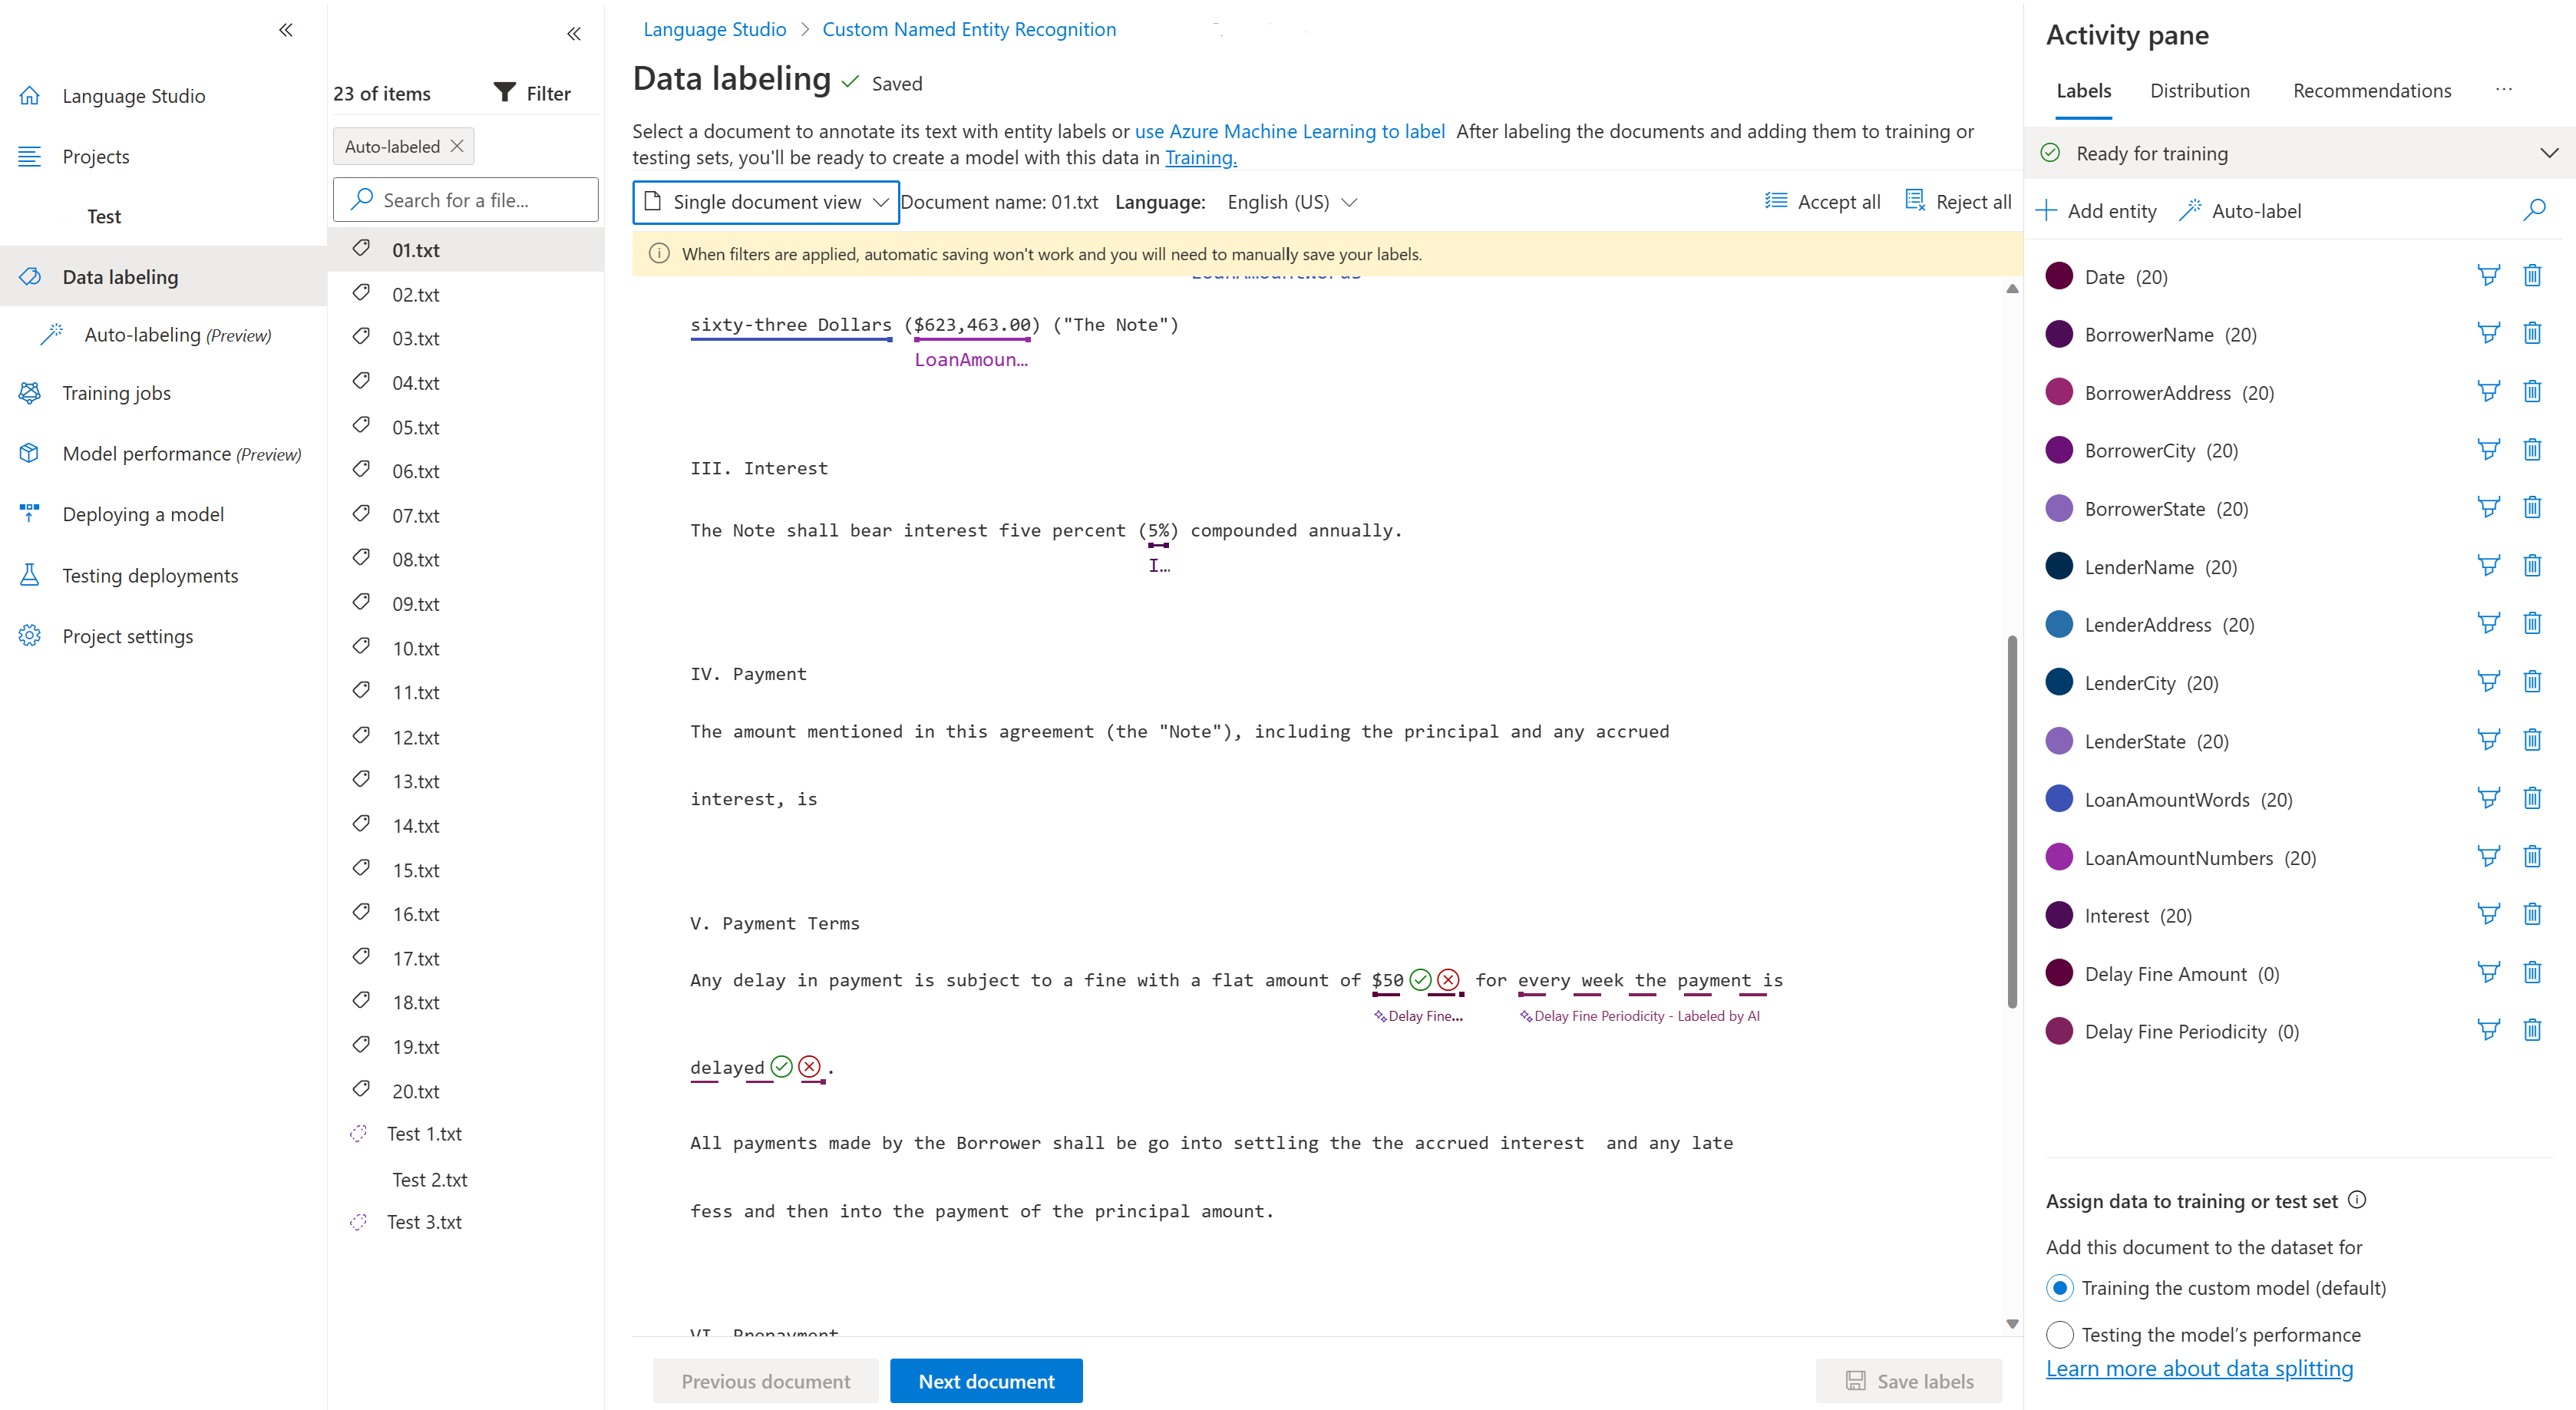 Language Studio
Projects
Test
Data labeling
Auto-labeling (Preview)
Training jobs
Model performance (Preview)
Deploying a model
Testing deployments
Project settings
23 of items
Filter
Auto-labeled
Search for a file...
01.txt
02.txt
03.txt
04.txt
05.txt
06.txt
07.txt
08.txt
09.txt
10.txt
11.txt
12.txt
13.txt
14.txt
15.txt
16.txt
17.txt
18.txt
19.txt
20.txt
Test 1.txt
Test 2.txt
Test 3.txt
Language Studio > Custom Named Entity Recognition
Data labeling Saved
Select a document to annotate its text with entity labels or use Azure Machine Learning to label After labeling the documents and adding them to training or
testing sets, you'll be ready to create a model with this data in Training.
Single document view Document name: 01.txt Language: English (US) Accept all Reject all
When filters are applied, automatic saving won't work and you will need to manually save your labels.
LoanAmountWords
sixty-three Dollars ($623,463.00) ("The Note")
LoanAmoun...
III. Interest
The Note shall bear interest five percent (5%) compounded annually.
I...
IV. Payment
The amount mentioned in this agreement (the "Note"), including the principal and any accrued
interest, is
V. Payment Terms
Any delay in payment is subject to a fine with a flat amount of $50 for every week the payment is
Delay Fine... Delay Fine Periodicity - Labeled by AI
delayed .
All payments made by the Borrower shall be go into settling the the accrued interest and any late
fess and then into the payment of the principal amount.
VI. Prepayment
Previous document
Next document
Save labels
Activity pane
Labels Distribution Recommendations ...
Ready for training
Add entity Auto-label
Date (20)
BorrowerName (20)
BorrowerAddress (20)
BorrowerCity (20)
BorrowerState (20)
LenderName (20)
LenderAddress (20)
LenderCity (20)
LenderState (20)
LoanAmountWords (20)
LoanAmountNumbers (20)
Interest (20)
Delay Fine Amount (0)
Delay Fine Periodicity (0)
Assign data to training or test set
Add this document to the dataset for
Training the custom model (default)
Testing the model’s performance
Learn more about data splitting